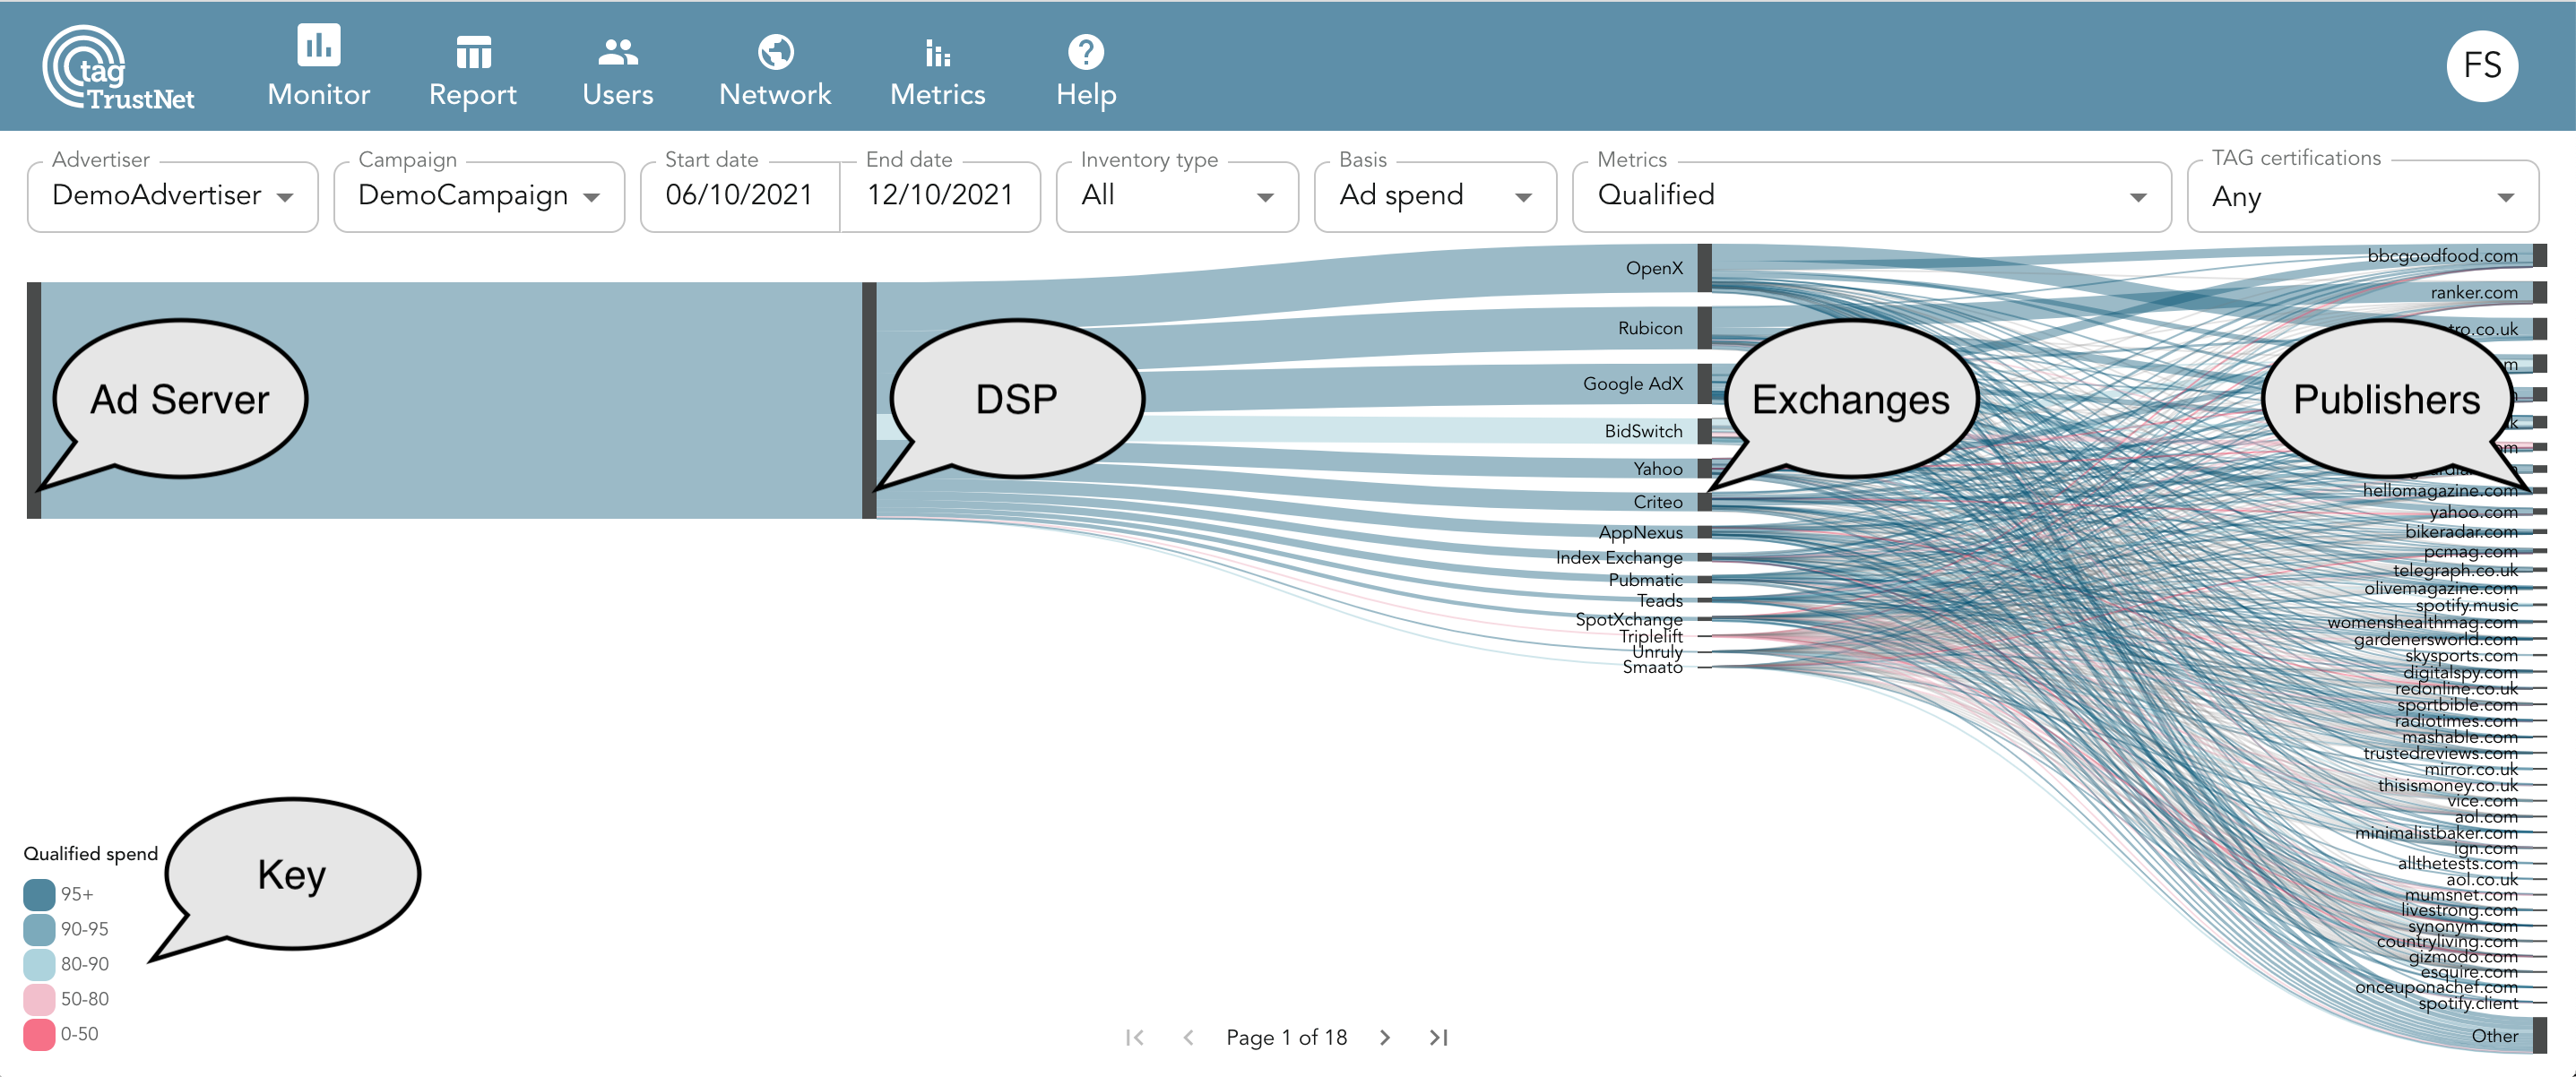 tag
TrustNet
Monitor
Report
Users
Network
Metrics
Help
FS
Advertiser
DemoAdvertiser
Campaign
DemoCampaign
Start date
06/10/2021
End date
12/10/2021
Inventory type
All
Basis
Ad spend
Metrics
Qualified
TAG certifications
Any
Ad Server
DSP
Exchanges
Publishers
OpenX
Rubicon
Google AdX
BidSwitch
Yahoo
Criteo
AppNexus
Index Exchange
Pubmatic
Teads
SpotXchange
Triplelift
Unruly
Smaato
bbcgoodfood.com
ranker.com
tro.co.uk
hellomagazine.com
yahoo.com
bikeradar.com
pcmag.com
telegraph.co.uk
olivemagazine.com
spotify.music
womenshealthmag.com
gardenersworld.com
skysports.com
digitalspy.com
redonline.co.uk
sportbible.com
radiotimes.com
mashable.com
trustedreviews.com
mirror.co.uk
thisismoney.co.uk
vice.com
aol.com
minimalistbaker.com
ign.com
allthetests.com
aol.co.uk
mumsnet.com
livestrong.com
synonym.com
countryliving.com
gizmodo.com
esquire.com
onceuponachef.com
spotify.client
Other
Key
Qualified spend
95+
90-95
80-90
50-80
0-50
Page 1 of 18